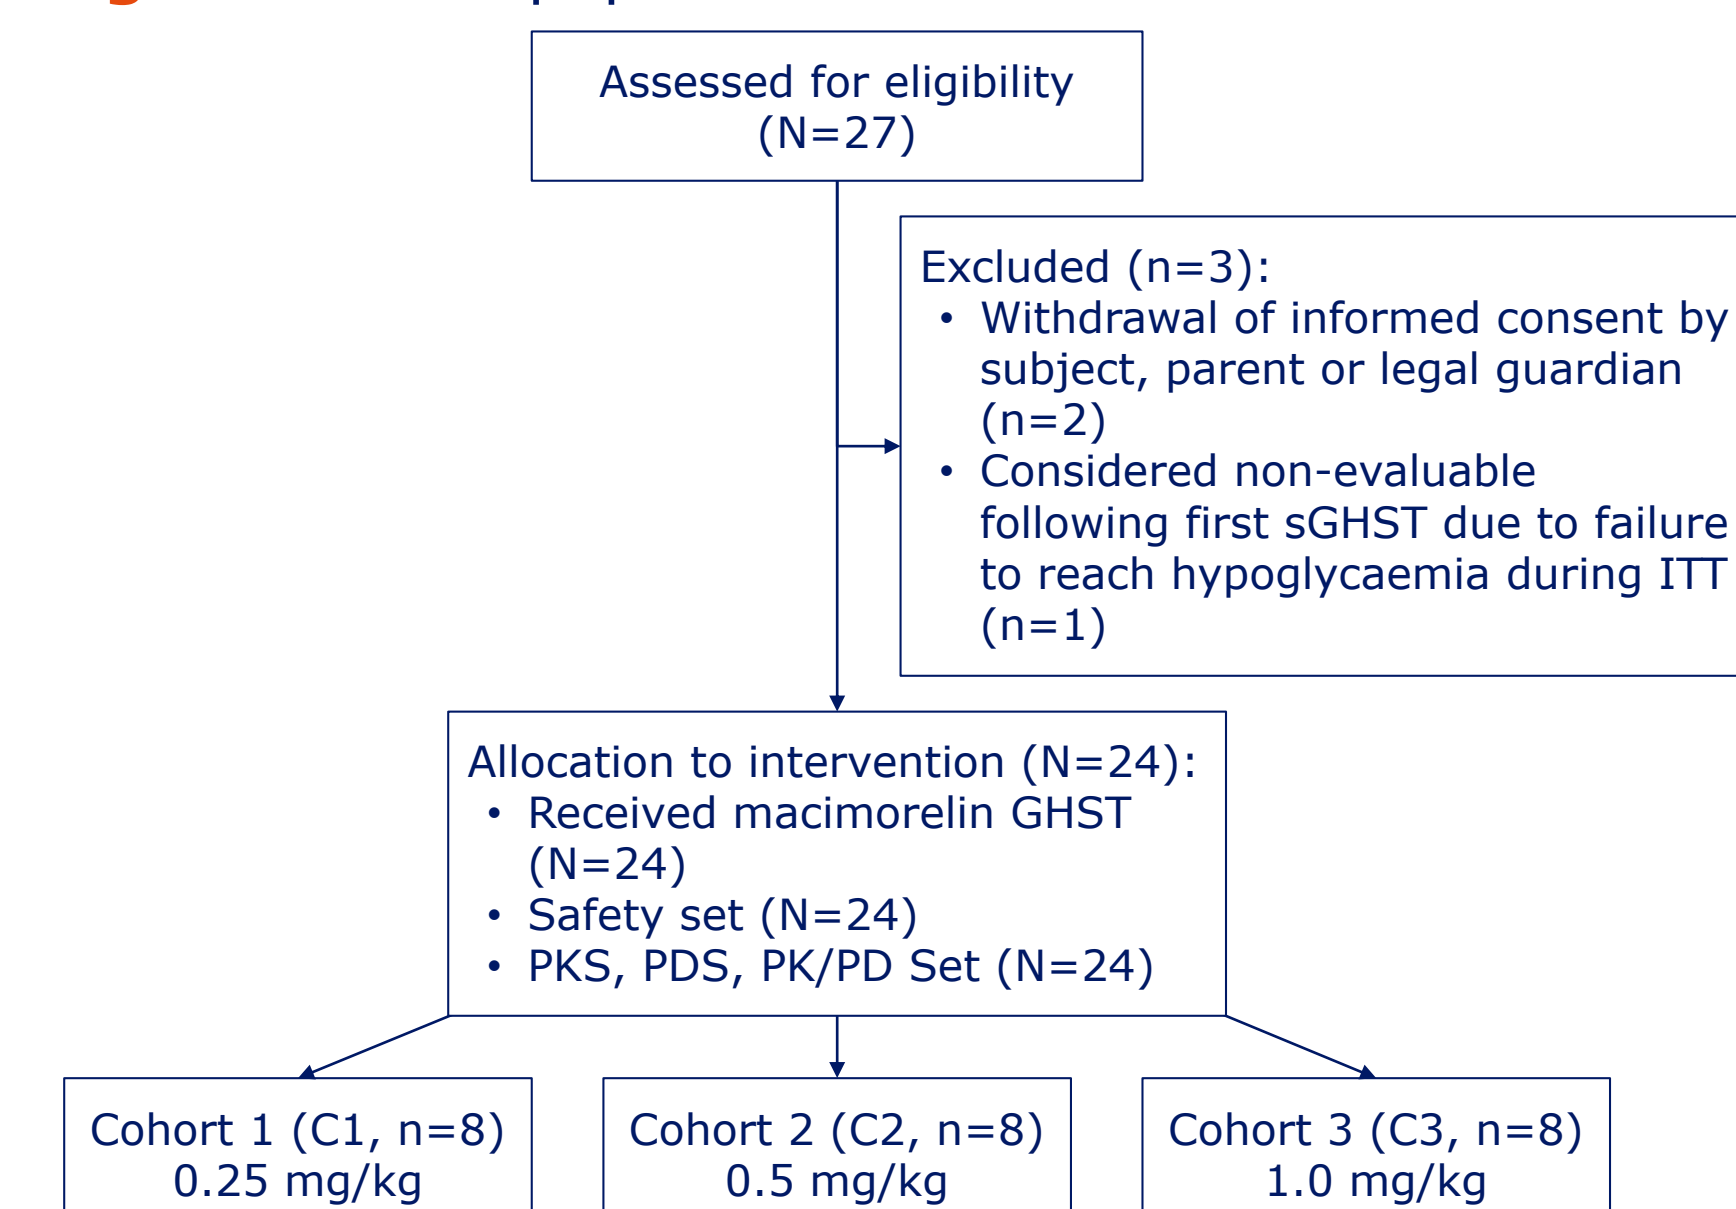 Assessed for eligibility
(N=27)
Excluded (n=3):
• Withdrawal of informed consent by
subject, parent or legal guardian
(n=2)
• Considered non-evaluable
following first sGHST due to failure
to reach hypoglycaemia during ITT
(n=1)
Allocation to intervention (N=24):
• Received macimorelin GHST
(N=24)
• Safety set (N=24)
• PKS, PDS, PK/PD Set (N=24)
Cohort 1 (C1, n=8)
0.25 mg/kg
Cohort 2 (C2, n=8)
0.5 mg/kg
Cohort 3 (C3, n=8)
1.0 mg/kg